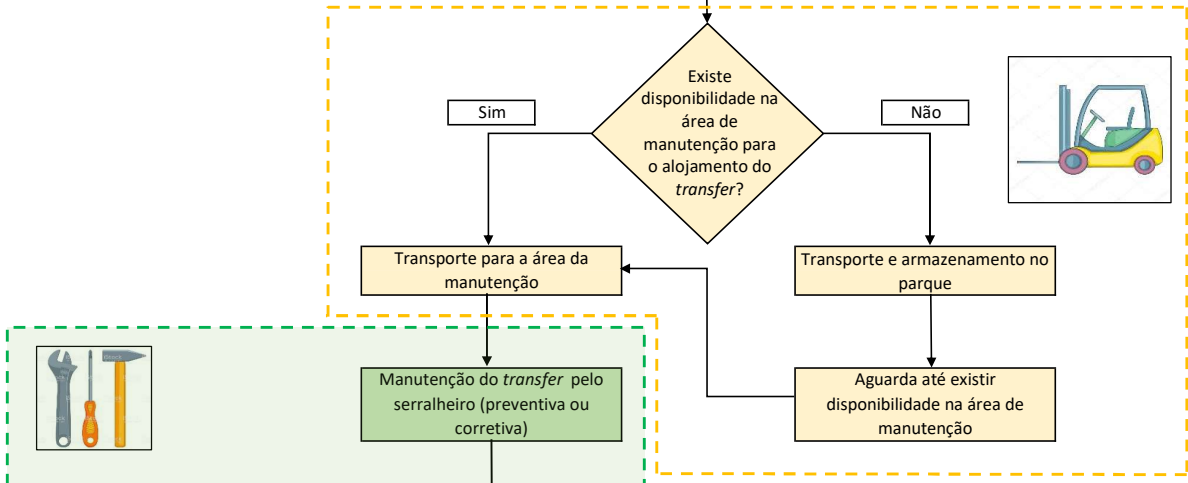 Existe
disponibilidade na
área de
manutenção para
o alojamento do
transfer?
Sim
Não
Transporte para a área da
manutenção
Transporte e armazenamento no
parque
Manutenção do transfer pelo
serralheiro (preventiva ou
corretiva)
Aguarda até existir
disponibilidade na área de
manutenção